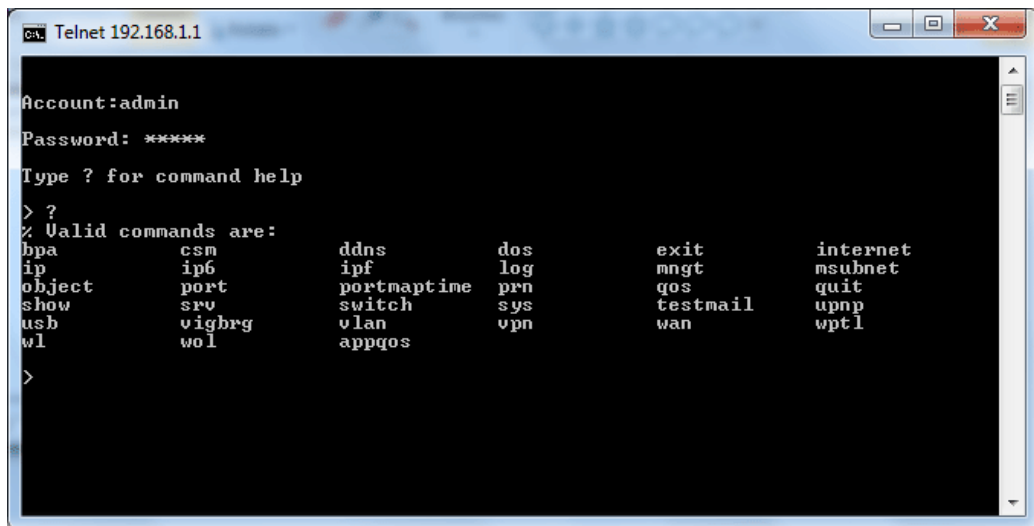 Telnet 192.168.1.1
Account:admin
Password: *****
Type ? for command help
> ?
% Valid commands are:
bpa csm ddns dos exit internet
ip ip6 ipf log mngt msubnet
object port portmaptime prn qos quit
show srv switch sys testmail upnp
usb vigbrg vlan vpn wan wptl
wl wol appqos
>